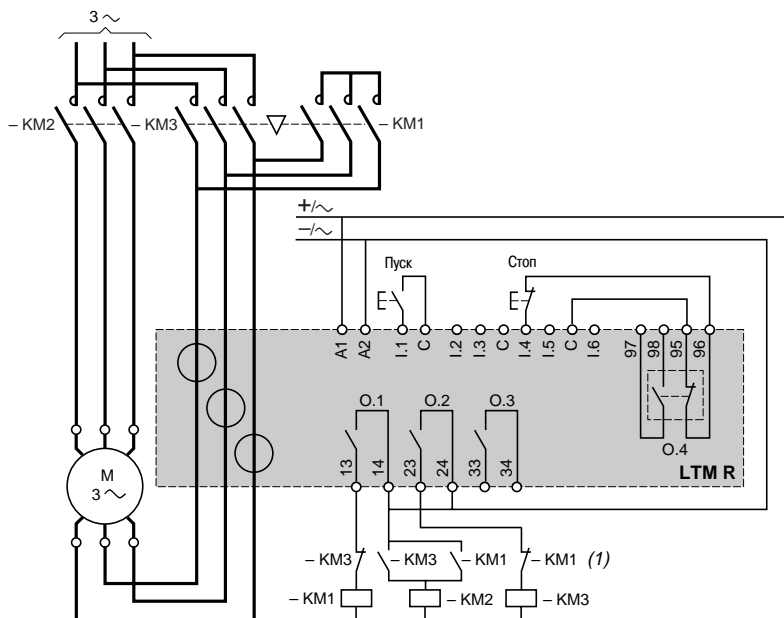 3 ~
– KM2
– KM3
– KM1
+/~
–/~
Пуск
Стоп
A1
A2
I.1
C
I.2
I.3
C
I.4
I.5
C
I.6
97
98
95
96
O.1
O.2
O.3
O.4
13
14
23
24
33
34
LTM R
M
3 ~
– KM3
– KM3
– KM1
– KM1 (1)
– KM1
– KM2
– KM3